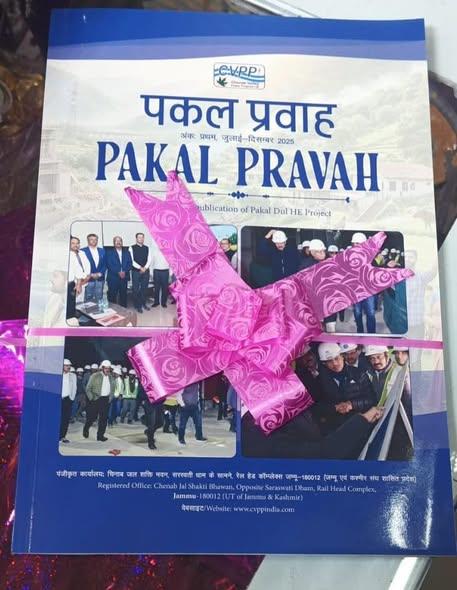 CVPP
पकल प्रवाह
अंक: प्रथम, जुलाई–दिसम्बर 2025
PAKAL PRAVAH
publication of Pakal Dul HE Project
पंजीकृत कार्यालय: चिनाब जल शक्ति भवन, सरस्वती धाम के सामने, रेल हेड कॉम्प्लेक्स जम्मू–180012 (जम्मू एवं कश्मीर संघ शासित प्रदेश)
Registered Office: Chenab Jal Shakti Bhawan, Opposite Saraswati Dham, Rail Head Complex,
Jammu-180012 (UT of Jammu & Kashmir)
वेबसाइट/Website: www.cvppindia.com